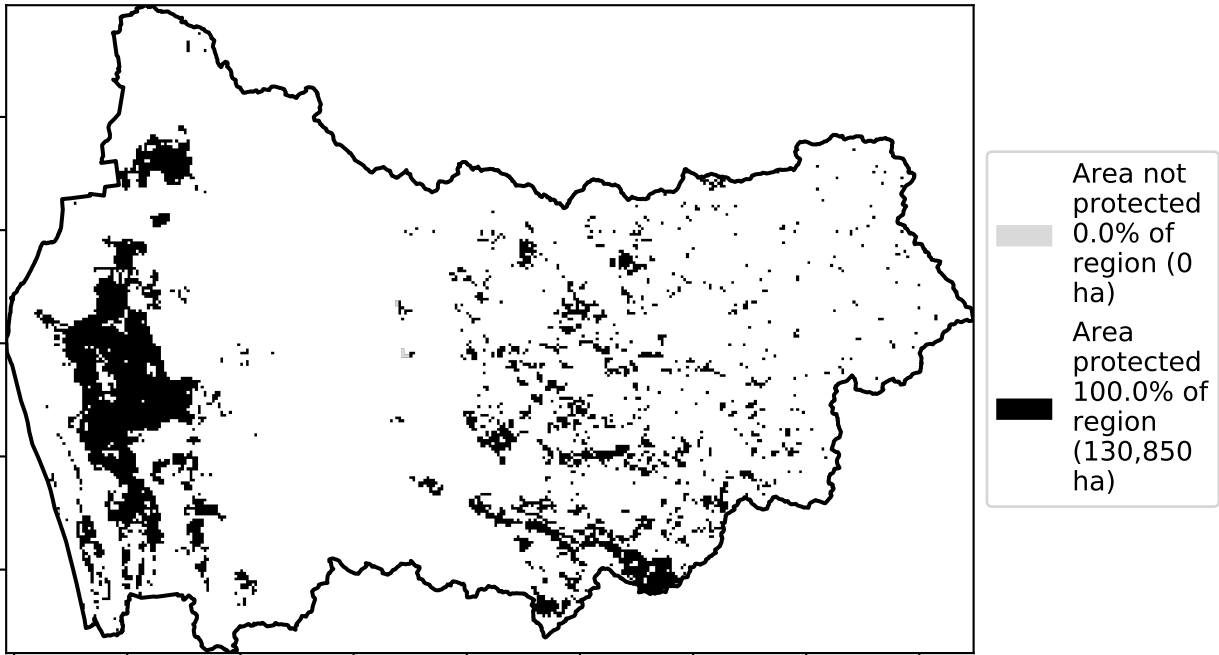 Area not
protected
0.0% of
region (0
ha)
Area
protected
100.0% of
region
(130,850
ha)